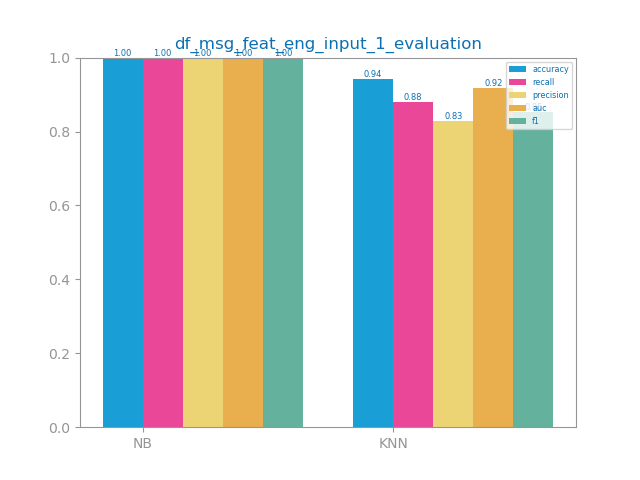 df_msg_feat_eng_input_1_evaluation
1.00 1.00 1.00 1.00 1.00
0.94 0.88 0.83 0.92
accuracy
recall
precision
auc
f1
1.0
0.8
0.6
0.4
0.2
0.0
NB KNN